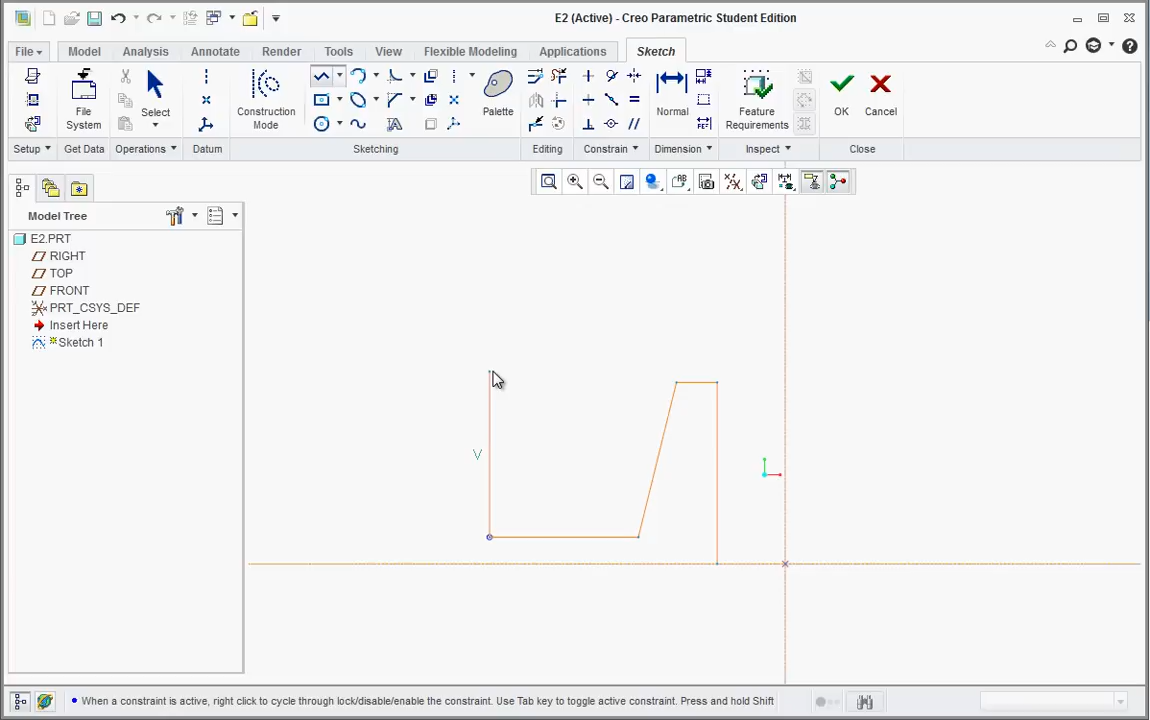 E2 (Active) - Creo Parametric Student Edition
File Model Analysis Annotate Render Tools View Flexible Modeling Applications Sketch
File System
Select
Construction Mode
Palette
Normal
Feature Requirements
OK
Cancel
Setup Get Data Operations Datum Sketching Editing Constrain Dimension Inspect Close
Model Tree
E2.PRT
RIGHT
TOP
FRONT
PRT_CSYS_DEF
Insert Here
Sketch 1
V
When a constraint is active, right click to cycle through lock/disable/enable the constraint. Use Tab key to toggle active constraint. Press and hold Shift